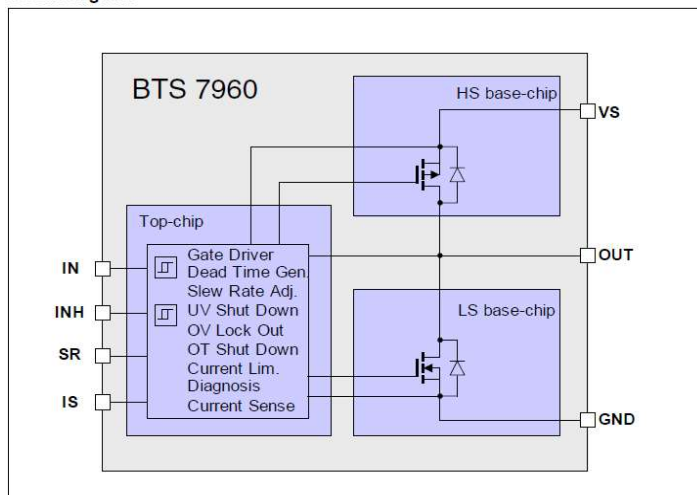 BTS 7960
HS base-chip
VS
Top-chip
Gate Driver
Dead Time Gen.
Slew Rate Adj.
UV Shut Down
OV Lock Out
OT Shut Down
Current Lim.
Diagnosis
Current Sense
IN
INH
SR
IS
OUT
LS base-chip
GND